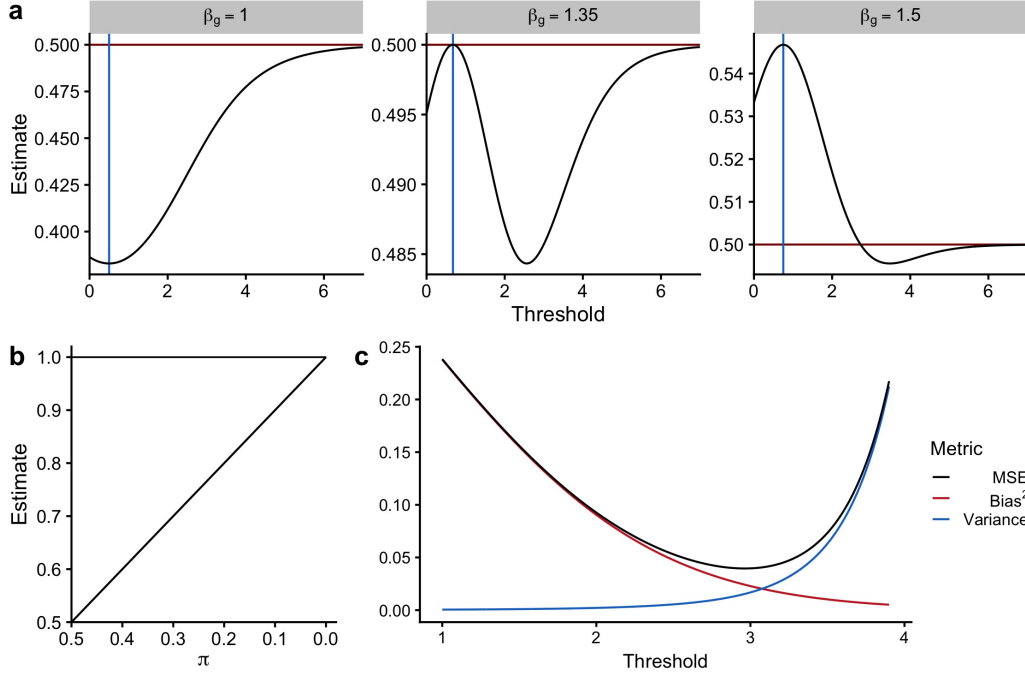 a
βg = 1
βg = 1.35
βg = 1.5
Estimate
0.500
0.475
0.450
0.425
0.400
0 2 4 6
0.500
0.495
0.490
0.485
0 2 4 6
0.54
0.53
0.52
0.51
0.50
0 2 4 6
Threshold
b
Estimate
1.0
0.9
0.8
0.7
0.6
0.5
0.5 0.4 0.3 0.2 0.1 0.0
π
c
0.25
0.20
0.15
0.10
0.05
0.00
1 2 3 4
Threshold
Metric
MSE
Bias²
Variance